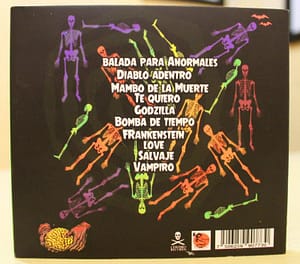 Balada para Anormales
Diablo adentro
Mambo de la Muerte
Te quiero
Godzilla
Bomba de tiempo
Frankenstein
Love
Salvaje
Vampiro